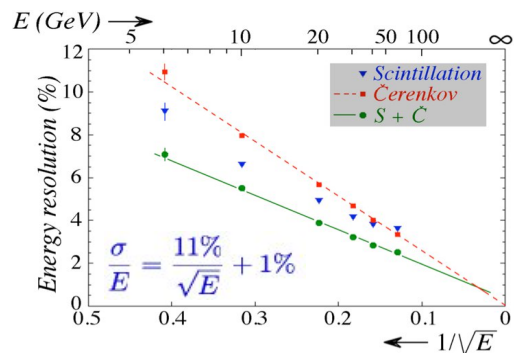 E (GeV) →
5 10 20 30 50 100 ∞
Energy resolution (%)
12
10
8
6
4
2
0
Scintillation
Čerenkov
S + Č
σ/E = 11%/√E + 1%
0.5 0.4 0.3 0.2 0.1 0
← 1/√E